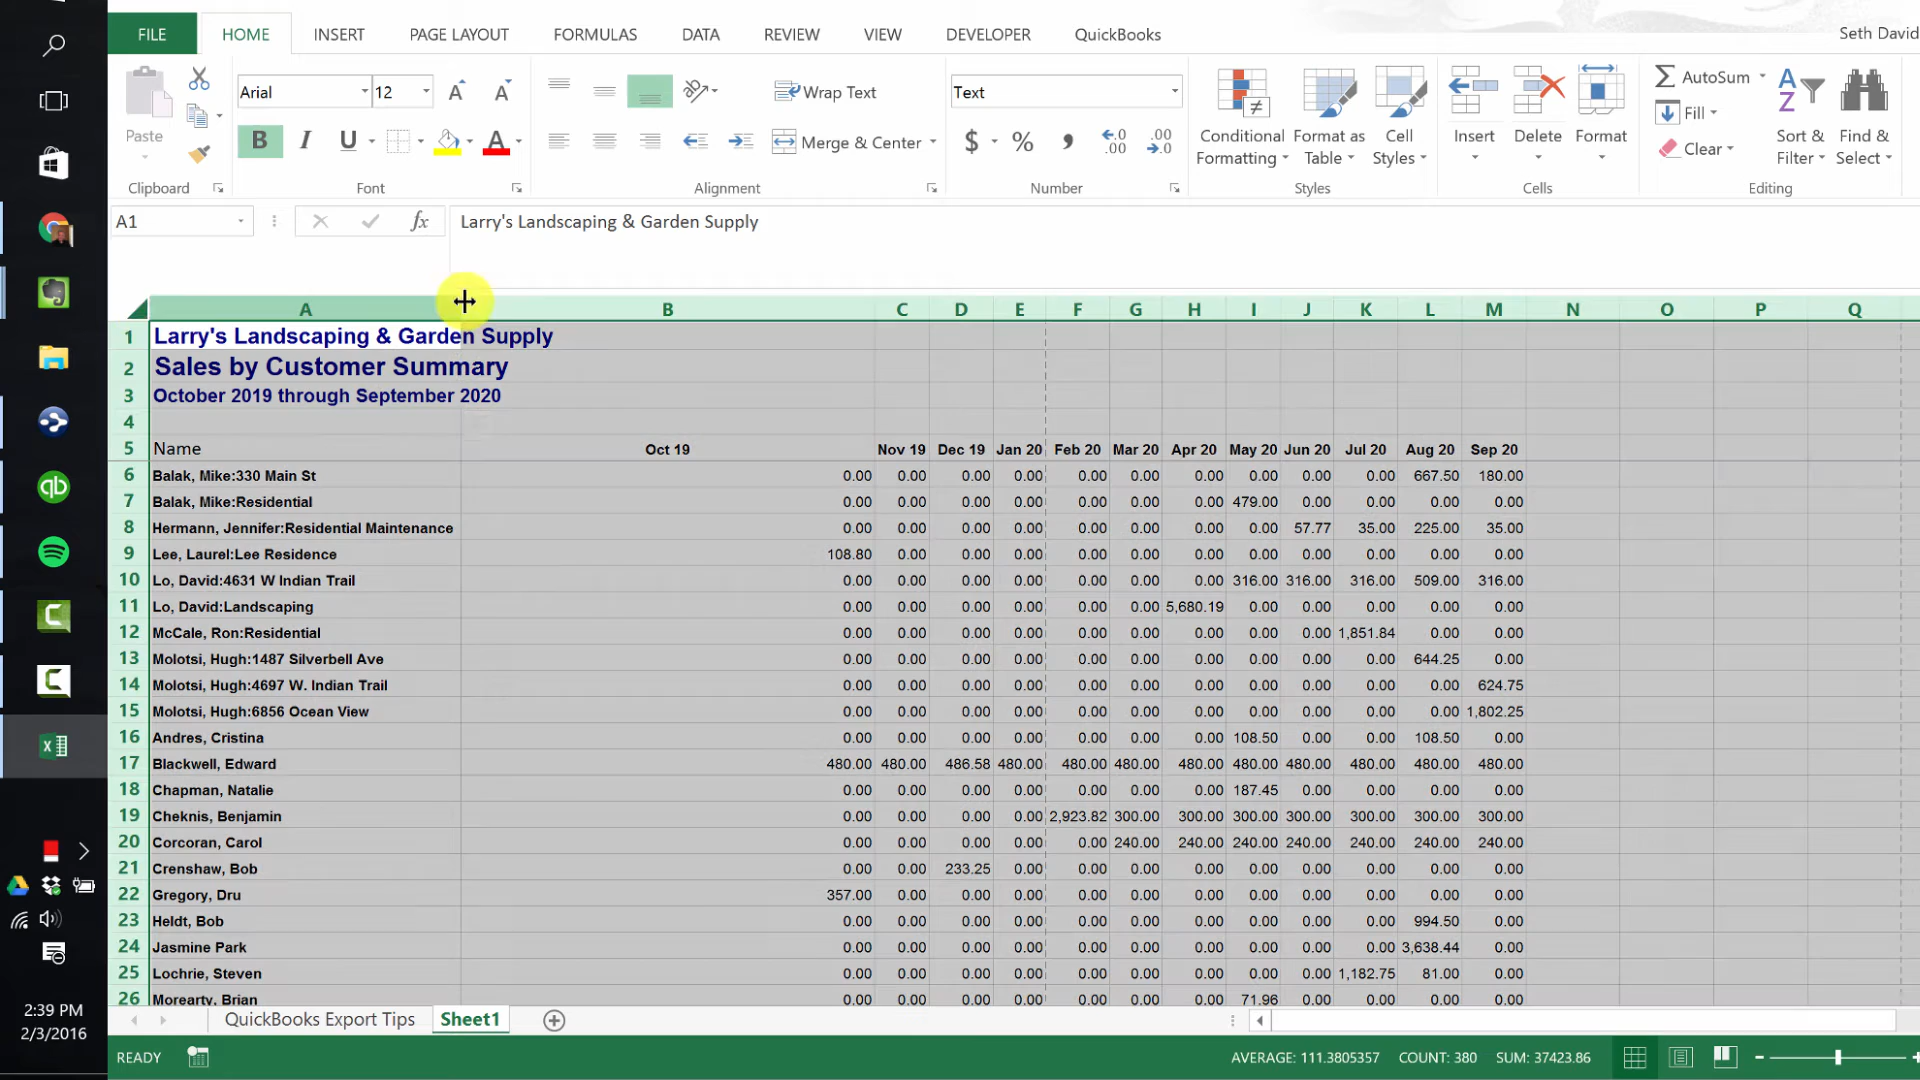 FILE HOME INSERT PAGE LAYOUT FORMULAS DATA REVIEW VIEW DEVELOPER QuickBooks Seth David
Arial 12 Wrap Text Text AutoSum
Paste B I U A Merge & Center $ % , Conditional Formatting Format as Table Cell Styles Insert Delete Format Fill Clear Sort & Filter Find & Select
Clipboard Font Alignment Number Styles Cells Editing
A1 fx Larry's Landscaping & Garden Supply
A B C D E F G H I J K L M N O P Q
1 Larry's Landscaping & Garden Supply
2 Sales by Customer Summary
3 October 2019 through September 2020
4
5 Name Oct 19 Nov 19 Dec 19 Jan 20 Feb 20 Mar 20 Apr 20 May 20 Jun 20 Jul 20 Aug 20 Sep 20
6 Balak, Mike:330 Main St 0.00 0.00 0.00 0.00 0.00 0.00 0.00 0.00 0.00 0.00 667.50 180.00
7 Balak, Mike:Residential 0.00 0.00 0.00 0.00 0.00 0.00 0.00 479.00 0.00 0.00 0.00 0.00
8 Hermann, Jennifer:Residential Maintenance 0.00 0.00 0.00 0.00 0.00 0.00 0.00 0.00 57.77 35.00 225.00 35.00
9 Lee, Laurel:Lee Residence 108.80 0.00 0.00 0.00 0.00 0.00 0.00 0.00 0.00 0.00 0.00 0.00
10 Lo, David:4631 W Indian Trail 0.00 0.00 0.00 0.00 0.00 0.00 0.00 316.00 316.00 316.00 509.00 316.00
11 Lo, David:Landscaping 0.00 0.00 0.00 0.00 0.00 0.00 5,680.19 0.00 0.00 0.00 0.00 0.00
12 McCale, Ron:Residential 0.00 0.00 0.00 0.00 0.00 0.00 0.00 0.00 0.00 1,851.84 0.00 0.00
13 Molotsi, Hugh:1487 Silverbell Ave 0.00 0.00 0.00 0.00 0.00 0.00 0.00 0.00 0.00 0.00 644.25 0.00
14 Molotsi, Hugh:4697 W. Indian Trail 0.00 0.00 0.00 0.00 0.00 0.00 0.00 0.00 0.00 0.00 0.00 624.75
15 Molotsi, Hugh:6856 Ocean View 0.00 0.00 0.00 0.00 0.00 0.00 0.00 0.00 0.00 0.00 0.00 1,802.25
16 Andres, Cristina 0.00 0.00 0.00 0.00 0.00 0.00 0.00 108.50 0.00 0.00 108.50 0.00
17 Blackwell, Edward 480.00 480.00 486.58 480.00 480.00 480.00 480.00 480.00 480.00 480.00 480.00 480.00
18 Chapman, Natalie 0.00 0.00 0.00 0.00 0.00 0.00 0.00 187.45 0.00 0.00 0.00 0.00
19 Cheknis, Benjamin 0.00 0.00 0.00 0.00 2,923.82 300.00 300.00 300.00 300.00 300.00 300.00 300.00
20 Corcoran, Carol 0.00 0.00 0.00 0.00 0.00 240.00 240.00 240.00 240.00 240.00 240.00 240.00
21 Crenshaw, Bob 0.00 0.00 233.25 0.00 0.00 0.00 0.00 0.00 0.00 0.00 0.00 0.00
22 Gregory, Dru 357.00 0.00 0.00 0.00 0.00 0.00 0.00 0.00 0.00 0.00 0.00 0.00
23 Heldt, Bob 0.00 0.00 0.00 0.00 0.00 0.00 0.00 0.00 0.00 0.00 994.50 0.00
24 Jasmine Park 0.00 0.00 0.00 0.00 0.00 0.00 0.00 0.00 0.00 0.00 3,638.44 0.00
25 Lochrie, Steven 0.00 0.00 0.00 0.00 0.00 0.00 0.00 0.00 0.00 1,182.75 81.00 0.00
26 Morearty, Brian 0.00 0.00 0.00 0.00 0.00 0.00 0.00 71.96 0.00 0.00 0.00 0.00
2:39 PM
2/3/2016
QuickBooks Export Tips Sheet1
READY AVERAGE: 111.3805357 COUNT: 380 SUM: 37423.86